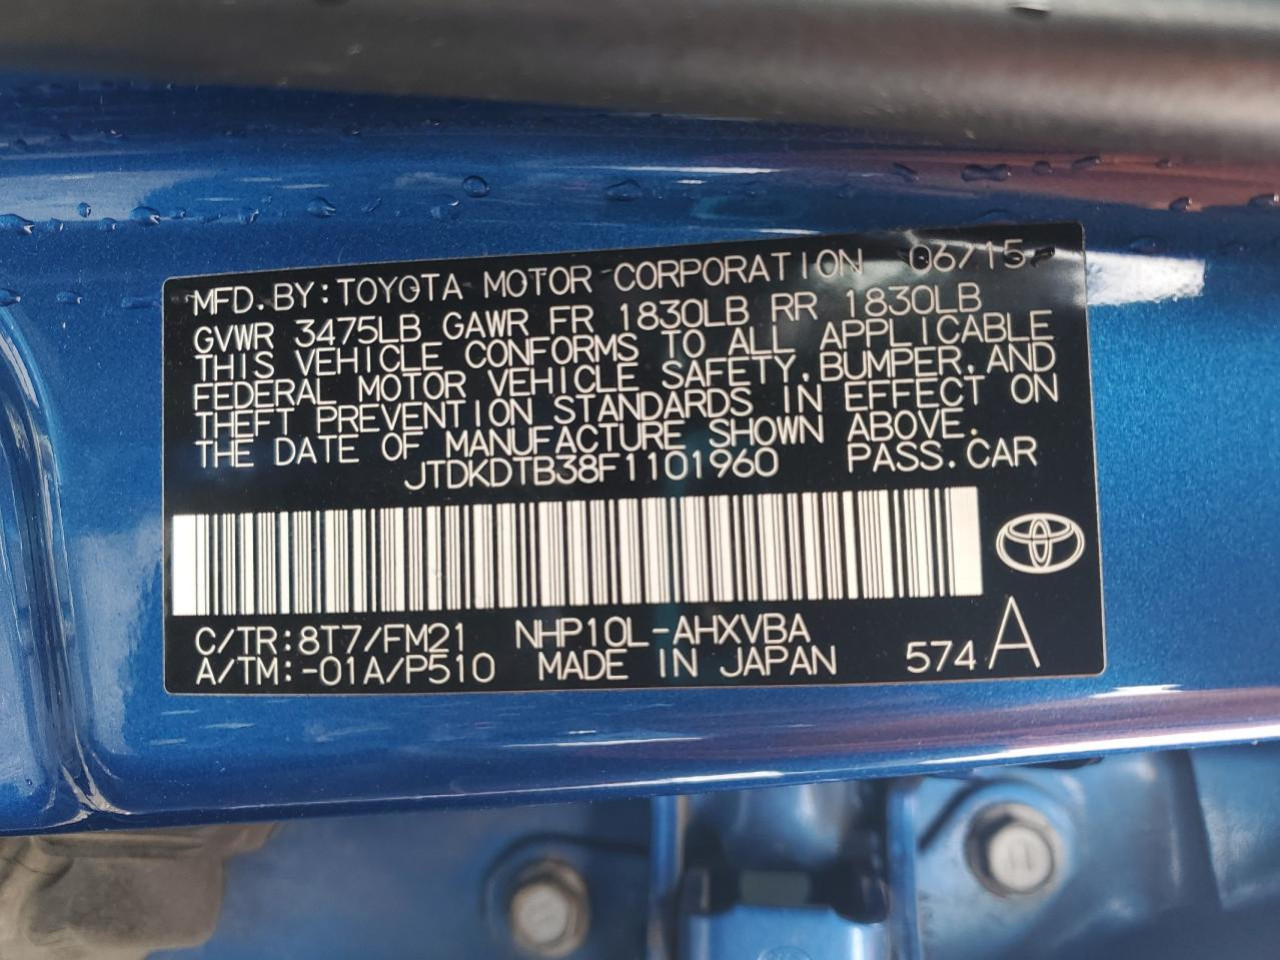 MFD.BY:TOYOTA MOTOR CORPORATION 06/15
GVWR 3475LB GAWR FR 1830LB RR 1830LB
THIS VEHICLE CONFORMS TO ALL APPLICABLE
FEDERAL MOTOR VEHICLE SAFETY,BUMPER,AND
THEFT PREVENTION STANDARDS IN EFFECT ON
THE DATE OF MANUFACTURE SHOWN ABOVE.
JTDKDTB38F1101960 PASS.CAR
C/TR:8T7/FM21 NHP10L-AHXVBA
A/TM:-01A/P510 MADE IN JAPAN 574 A